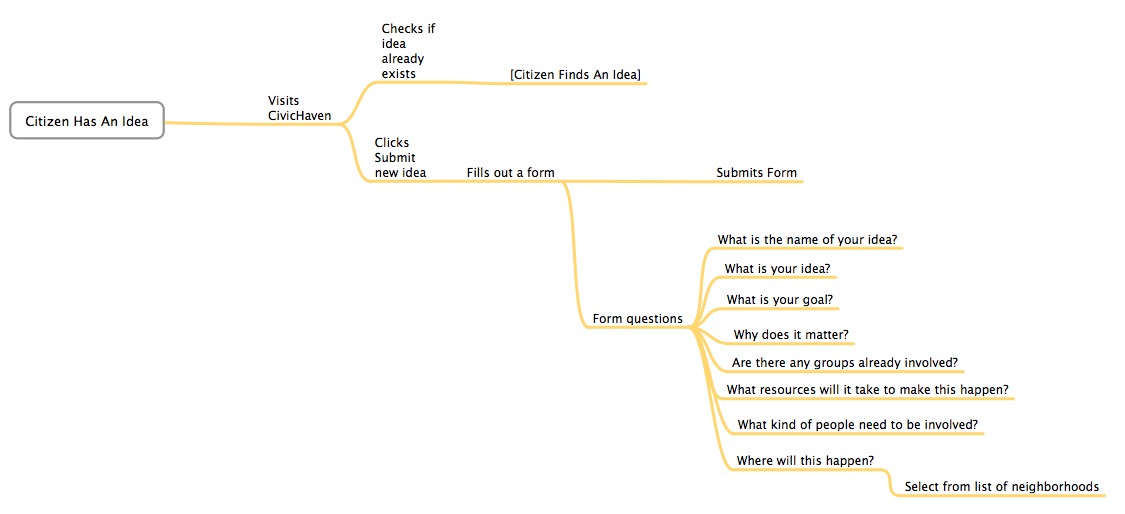 Citizen Has An Idea
Visits
CivicHaven
Checks if
idea
already
exists
[Citizen Finds An Idea]
Clicks
Submit
new idea
Fills out a form
Submits Form
Form questions
What is the name of your idea?
What is your idea?
What is your goal?
Why does it matter?
Are there any groups already involved?
What resources will it take to make this happen?
What kind of people need to be involved?
Where will this happen?
Select from list of neighborhoods